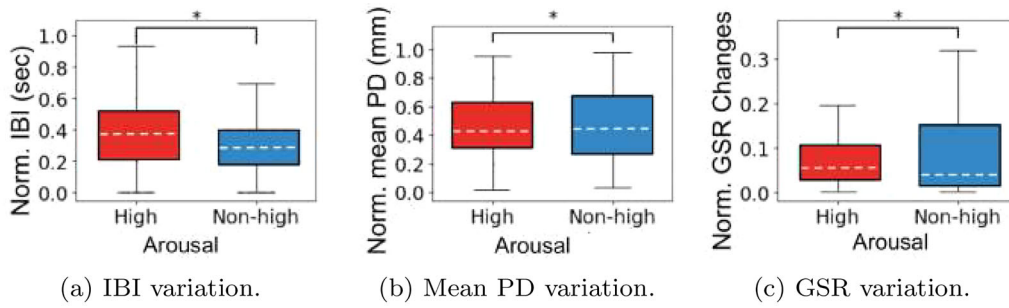 Norm. IBI (sec)
1.0
0.8
0.6
0.4
0.2
0.0
*
High Non-high
Arousal
(a) IBI variation.
Norm. mean PD (mm)
1.0
0.8
0.6
0.4
0.2
0.0
*
High Non-high
Arousal
(b) Mean PD variation.
Norm. GSR Changes
0.3
0.2
0.1
0.0
*
High Non-high
Arousal
(c) GSR variation.